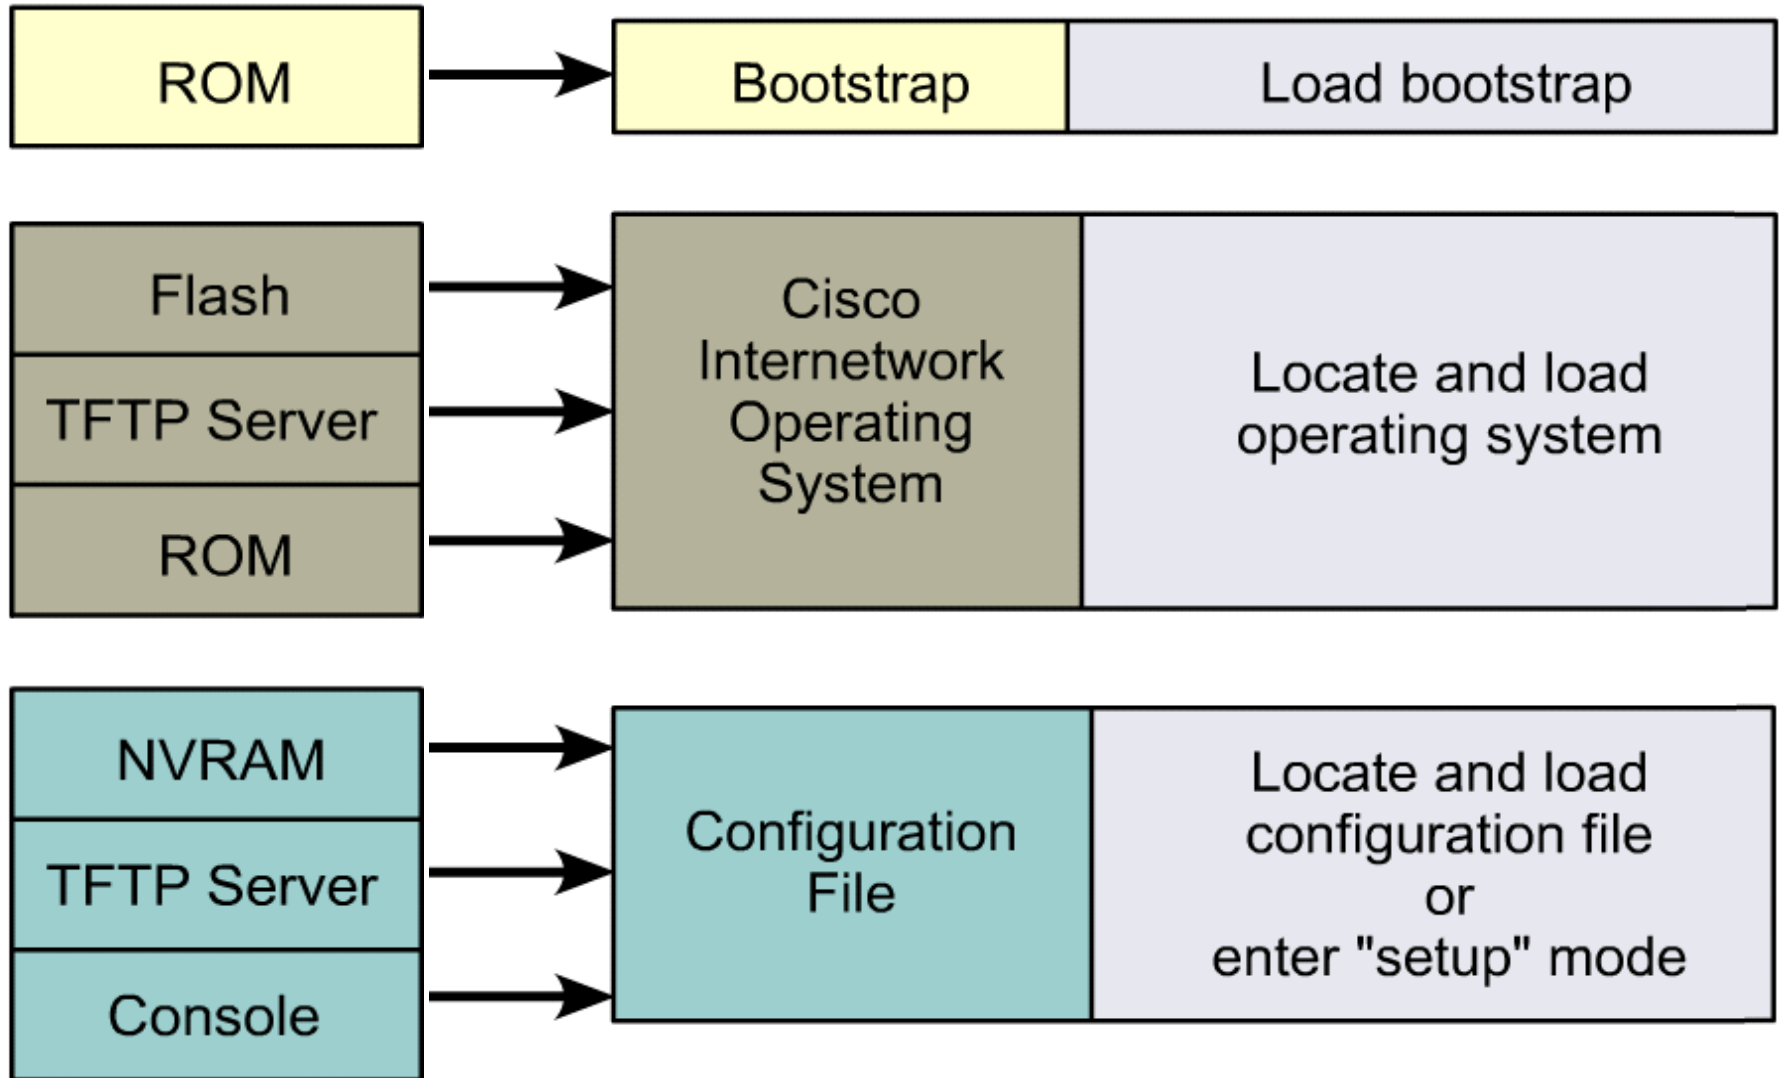 ROM
Bootstrap
Load bootstrap
Flash
TFTP Server
ROM
Cisco
Internetwork
Operating
System
Locate and load
operating system
NVRAM
TFTP Server
Console
Configuration
File
Locate and load
configuration file
or
enter "setup" mode